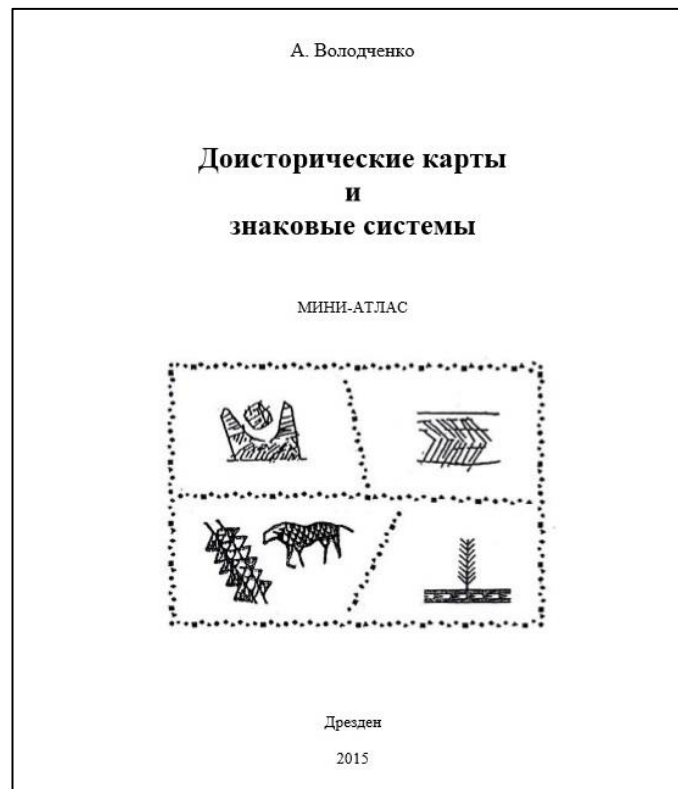 А. Володченко
Доисторические карты
и
знаковые системы
МИНИ-АТЛАС
Дрезден
2015